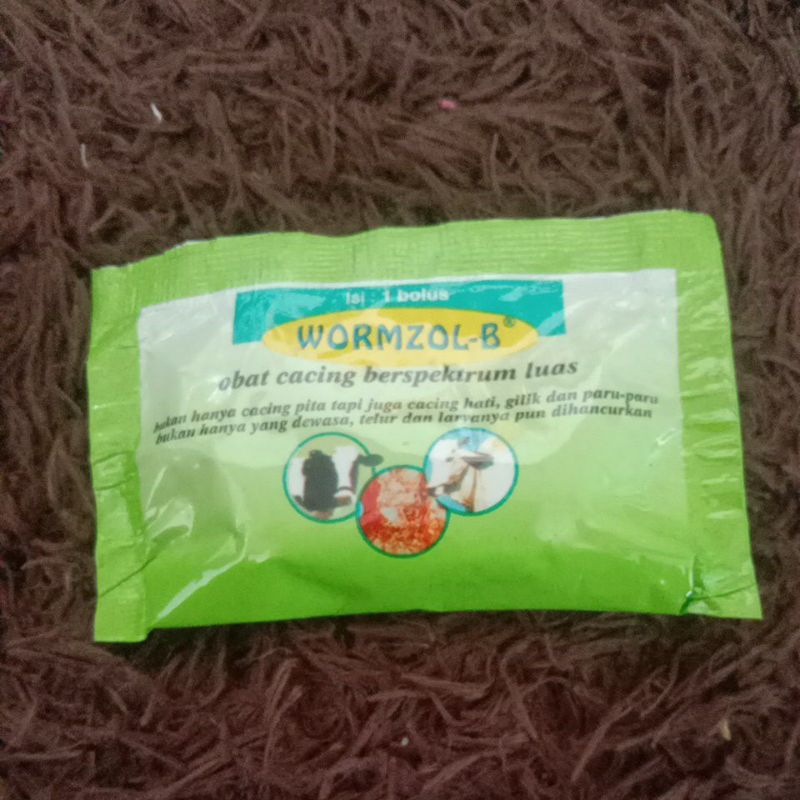 Isi : 1 bolus
WORMZOL-B®
obat cacing berspektrum luas
bukan hanya cacing pita tapi juga cacing hati, gilik dan paru-paru
bukan hanya yang dewasa, telur dan larvanya pun dihancurkan